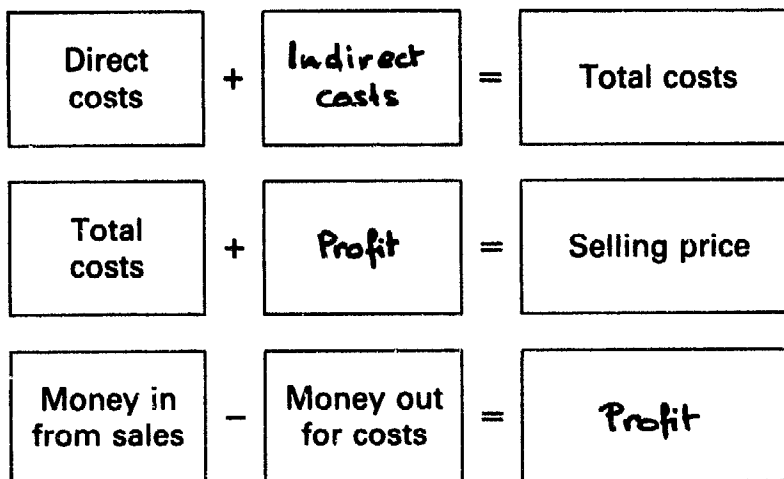 Direct costs + Indirect costs = Total costs
Total costs + Profit = Selling price
Money in from sales - Money out for costs = Profit